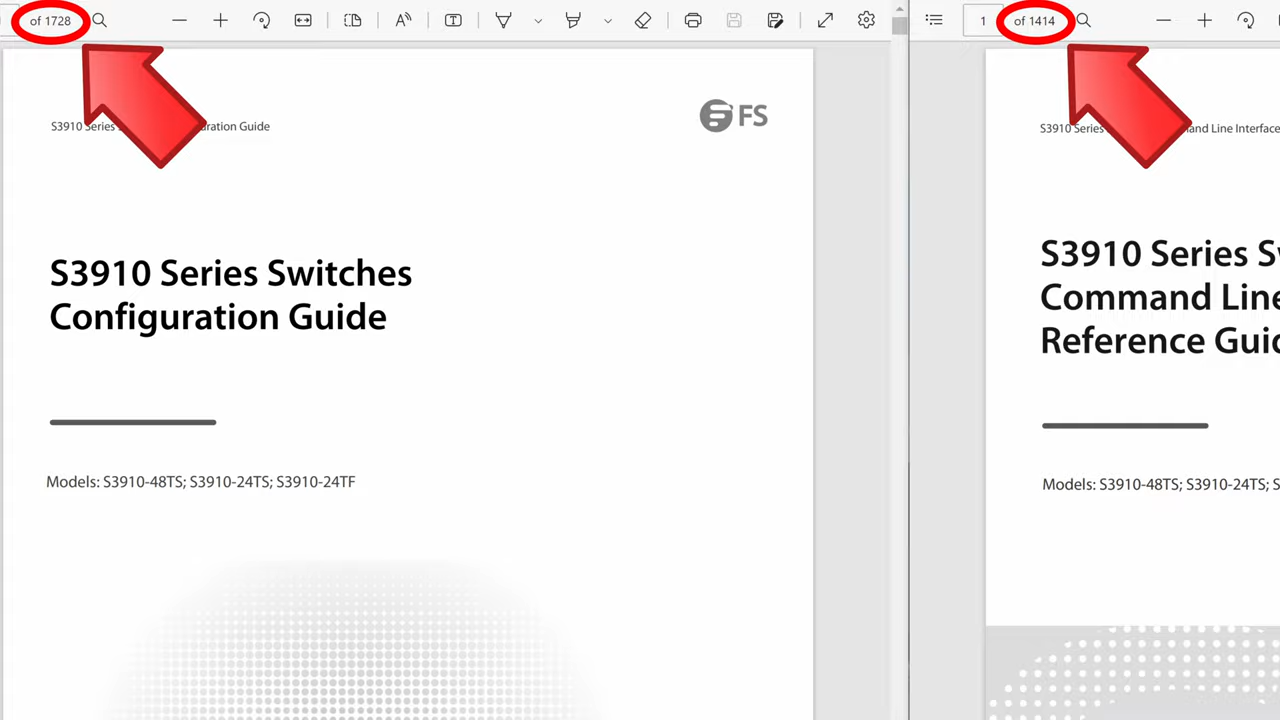 of 1728
S3910 Series
ration Guide
FS
S3910 Series Switches
Configuration Guide
Models: S3910-48TS; S3910-24TS; S3910-24TF
1 of 1414
S3910 Series
and Line Interface
S3910 Series S
Command Line
Reference Guid
Models: S3910-48TS; S3910-24TS; S